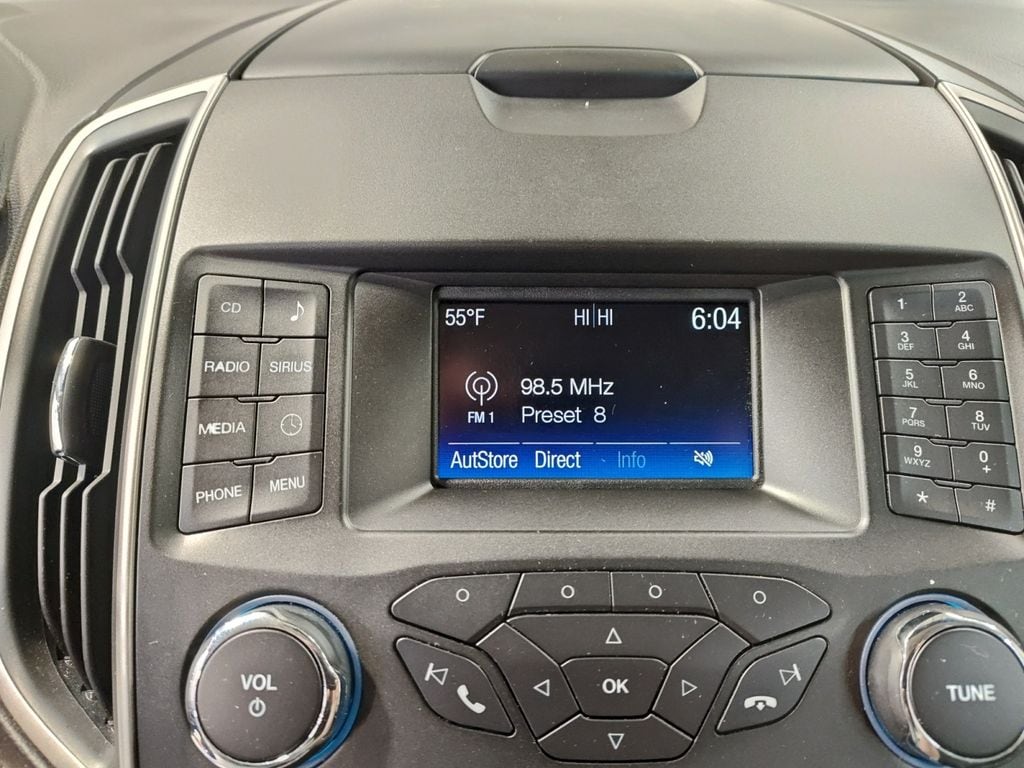 CD
RADIO SIRIUS
MEDIA
PHONE MENU
55°F HI HI 6:04
98.5 MHz
FM 1 Preset 8
AutStore Direct Info
1 2 ABC
3 DEF 4 GHI
5 JKL 6 MNO
7 PQRS 8 TUV
9 WXYZ 0 +
* #
VOL
OK
TUNE